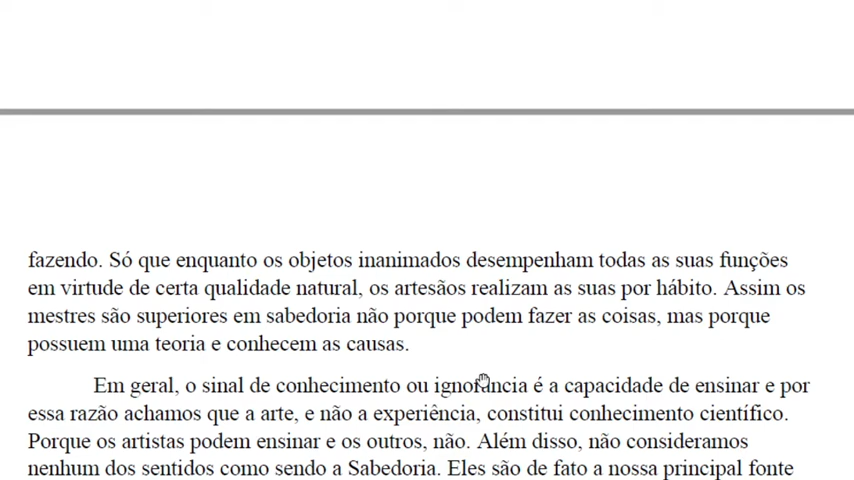 fazendo. Só que enquanto os objetos inanimados desempenham todas as suas funções
em virtude de certa qualidade natural, os artesãos realizam as suas por hábito. Assim os
mestres são superiores em sabedoria não porque podem fazer as coisas, mas porque
possuem uma teoria e conhecem as causas.
Em geral, o sinal de conhecimento ou ignorância é a capacidade de ensinar e por
essa razão achamos que a arte, e não a experiência, constitui conhecimento científico.
Porque os artistas podem ensinar e os outros, não. Além disso, não consideramos
nenhum dos sentidos como sendo a Sabedoria. Eles são de fato a nossa principal fonte